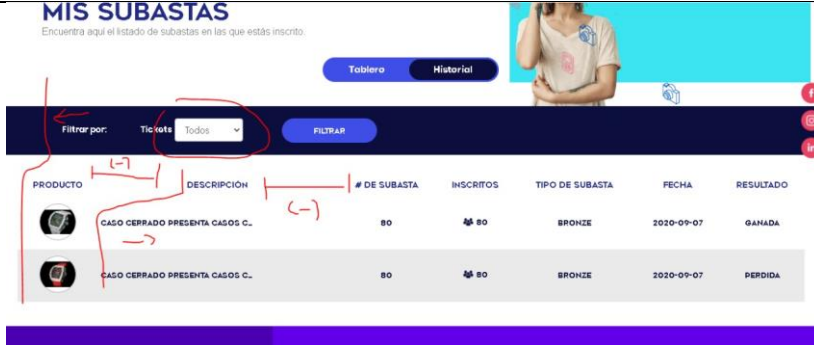 MIS SUBASTAS
Encuentra aquí el listado de subastas en las que estás inscrito.
Tablero Historial
Filtrar por: Tickets Todos FILTRAR
(-)
(-)
PRODUCTO DESCRIPCIÓN # DE SUBASTA INSCRITOS TIPO DE SUBASTA FECHA RESULTADO
CASO CERRADO PRESENTA CASOS C... 80 80 BRONZE 2020-09-07 GANADA
CASO CERRADO PRESENTA CASOS C... 80 80 BRONZE 2020-09-07 PERDIDA